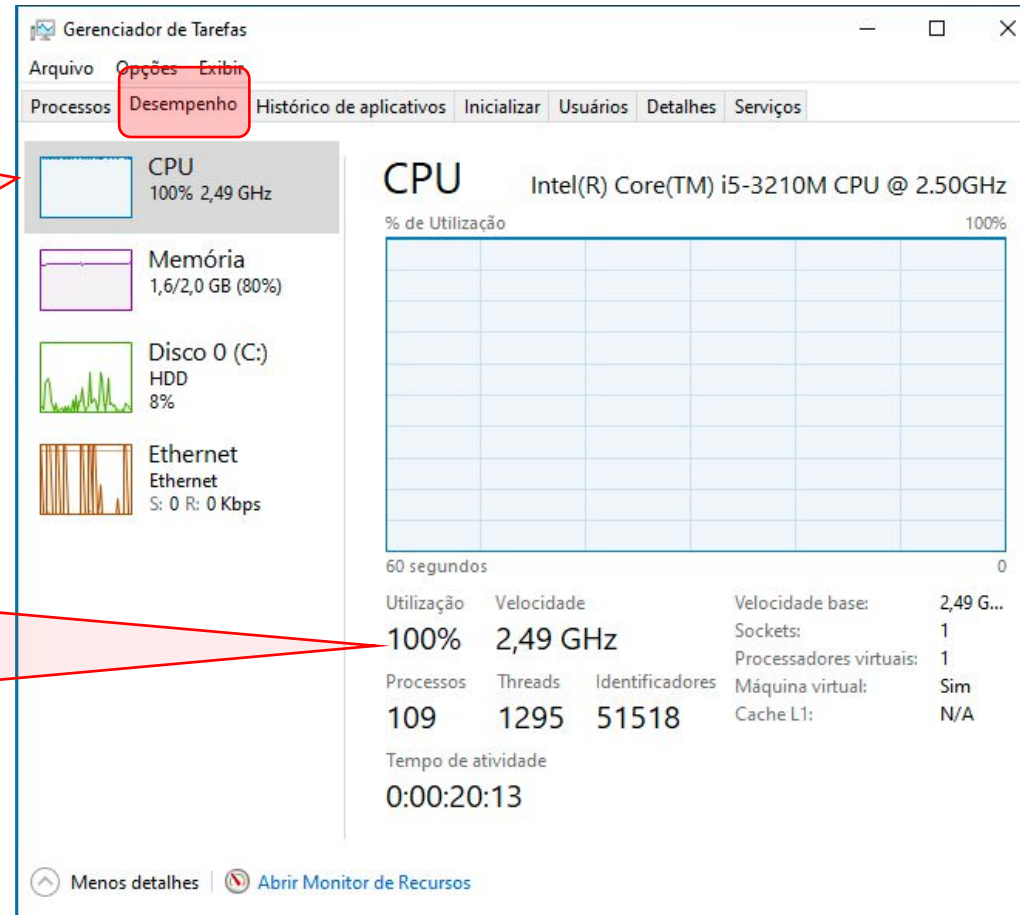 Gerenciador de Tarefas
Arquivo Opções Exibir
Processos Desempenho Histórico de aplicativos Inicializar Usuários Detalhes Serviços
CPU
100% 2,49 GHz
Memória
1,6/2,0 GB (80%)
Disco 0 (C:)
HDD
8%
Ethernet
Ethernet
S: 0 R: 0 Kbps
CPU Intel(R) Core(TM) i5-3210M CPU @ 2.50GHz
% de Utilização 100%
60 segundos 0
Utilização Velocidade
100% 2,49 GHz
Processos Threads Identificadores
109 1295 51518
Tempo de atividade
0:00:20:13
Velocidade base: 2,49 G...
Sockets: 1
Processadores virtuais: 1
Máquina virtual: Sim
Cache L1: N/A
Menos detalhes Abrir Monitor de Recursos